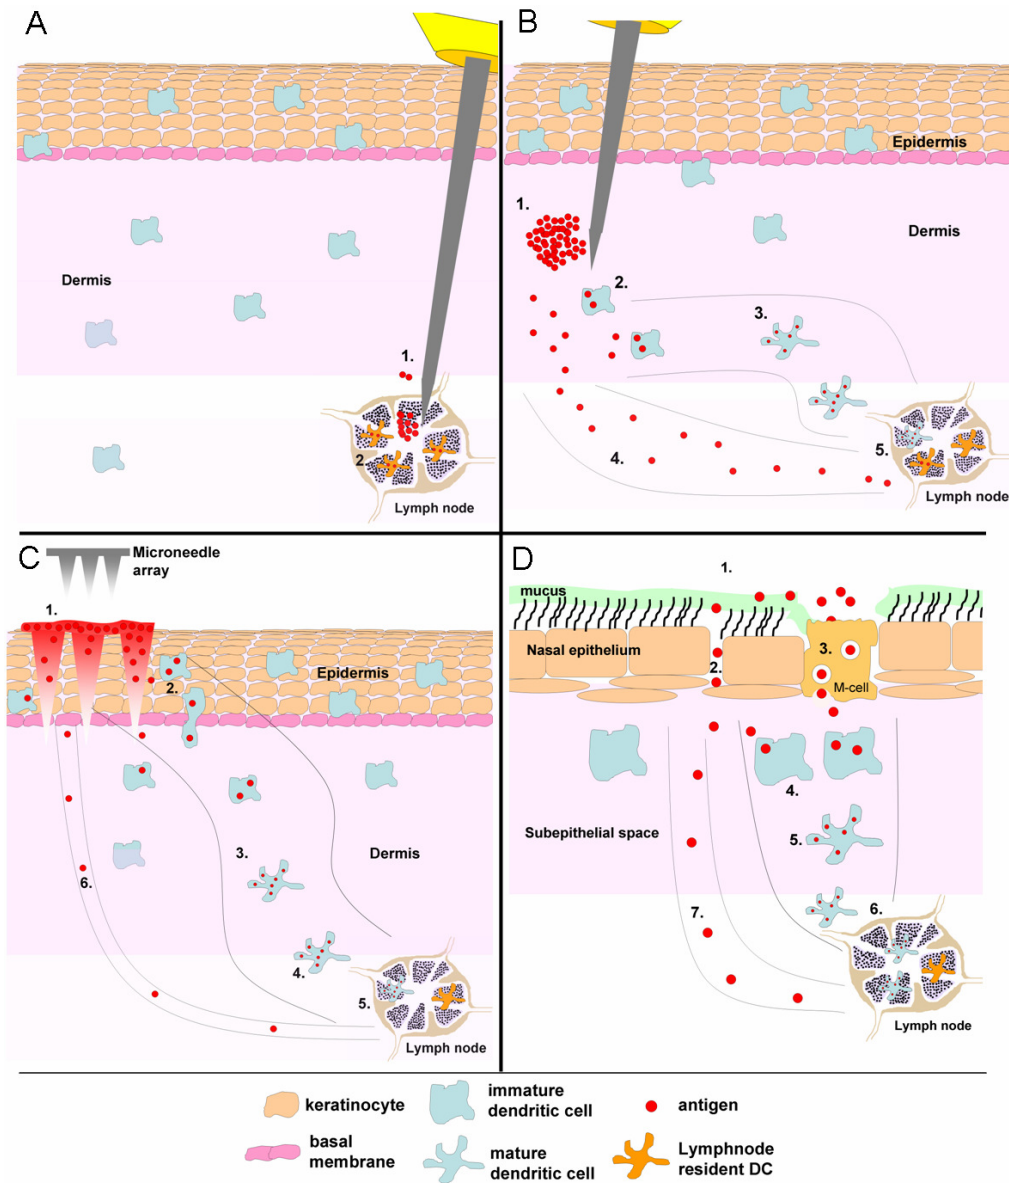 A
Dermis
1.
2.
Lymph node
B
Epidermis
1.
Dermis
2.
3.
4.
5.
Lymph node
C
Microneedle
array
1.
2.
Epidermis
3.
Dermis
6.
4.
5.
Lymph node
D
1.
mucus
Nasal epithelium
2.
3.
M-cell
4.
Subepithelial space
5.
6.
7.
Lymph node
keratinocyte
immature
dendritic cell
antigen
basal
membrane
mature
dendritic cell
Lymphnode
resident DC